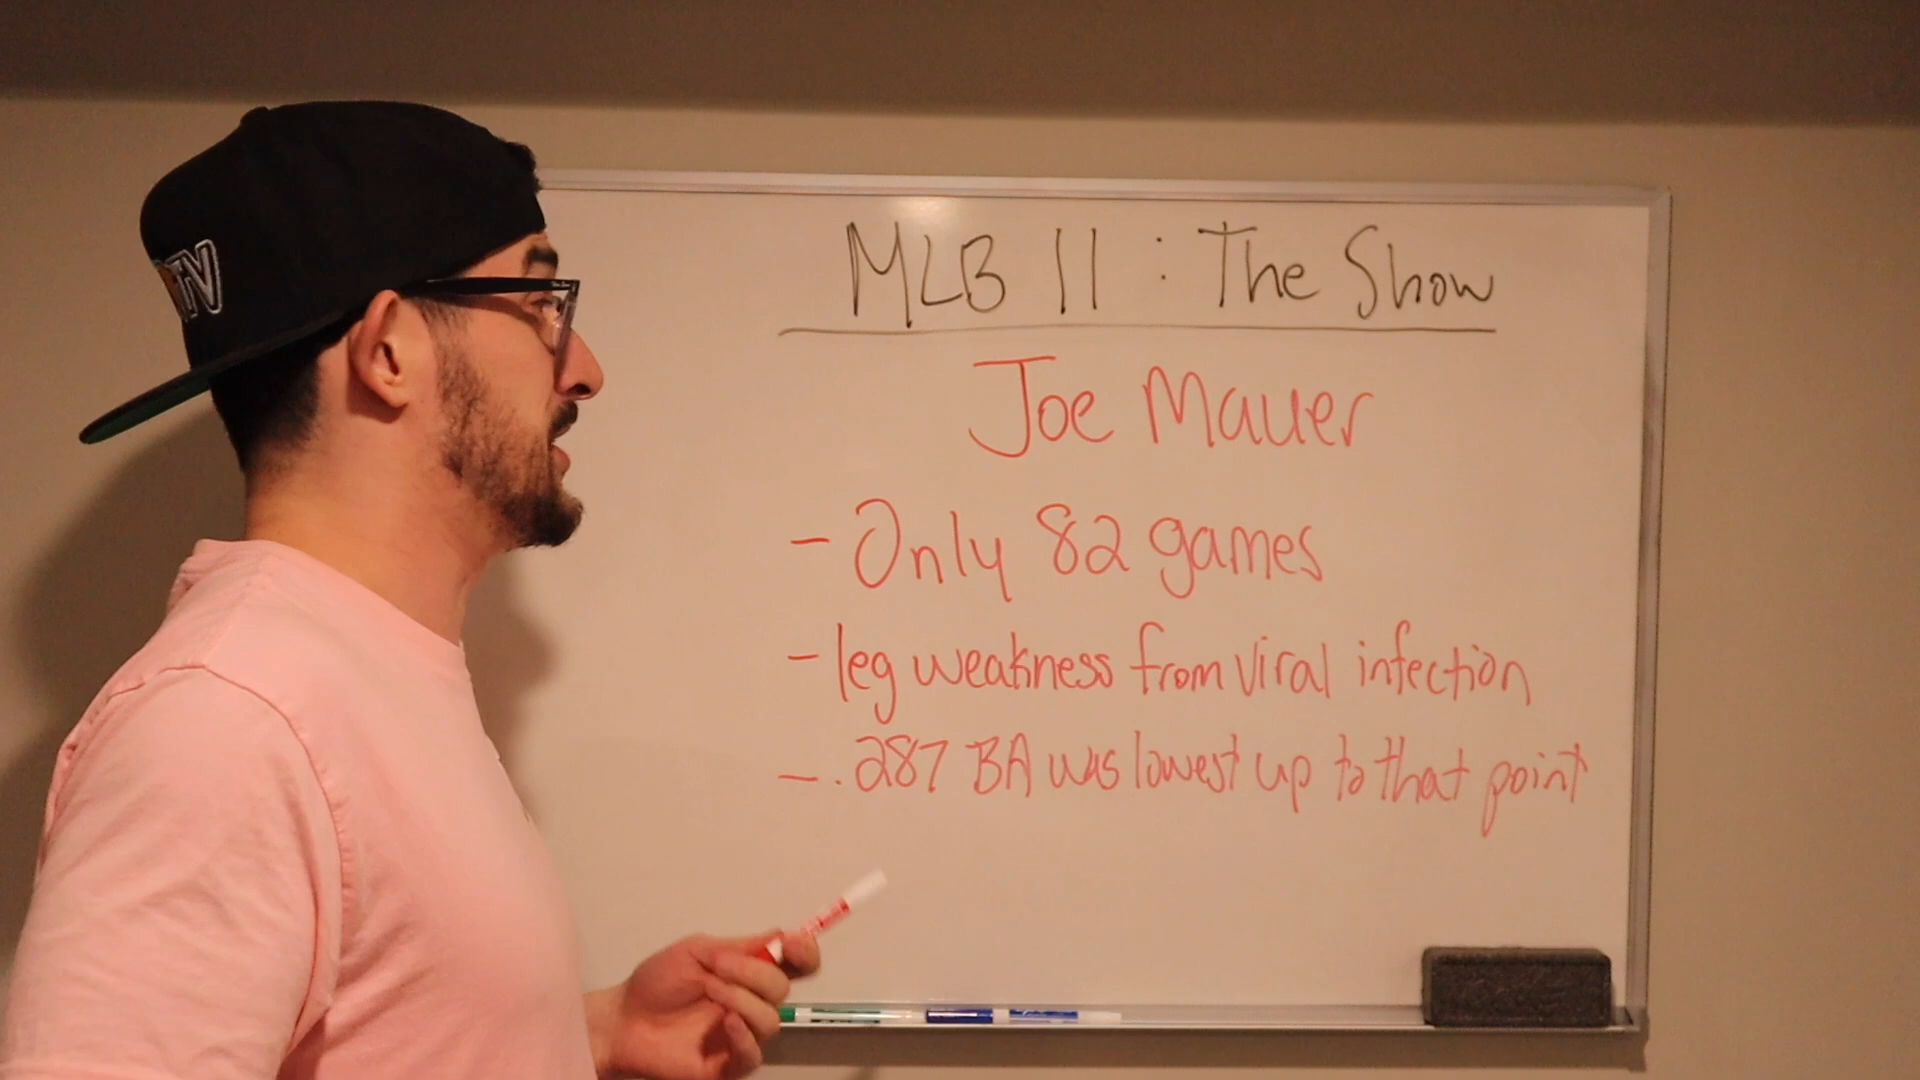 MLB 11 : The Show
Joe Mauer
- Only 82 games
- leg weakness from viral infection
- .287 BA was lowest up to that point